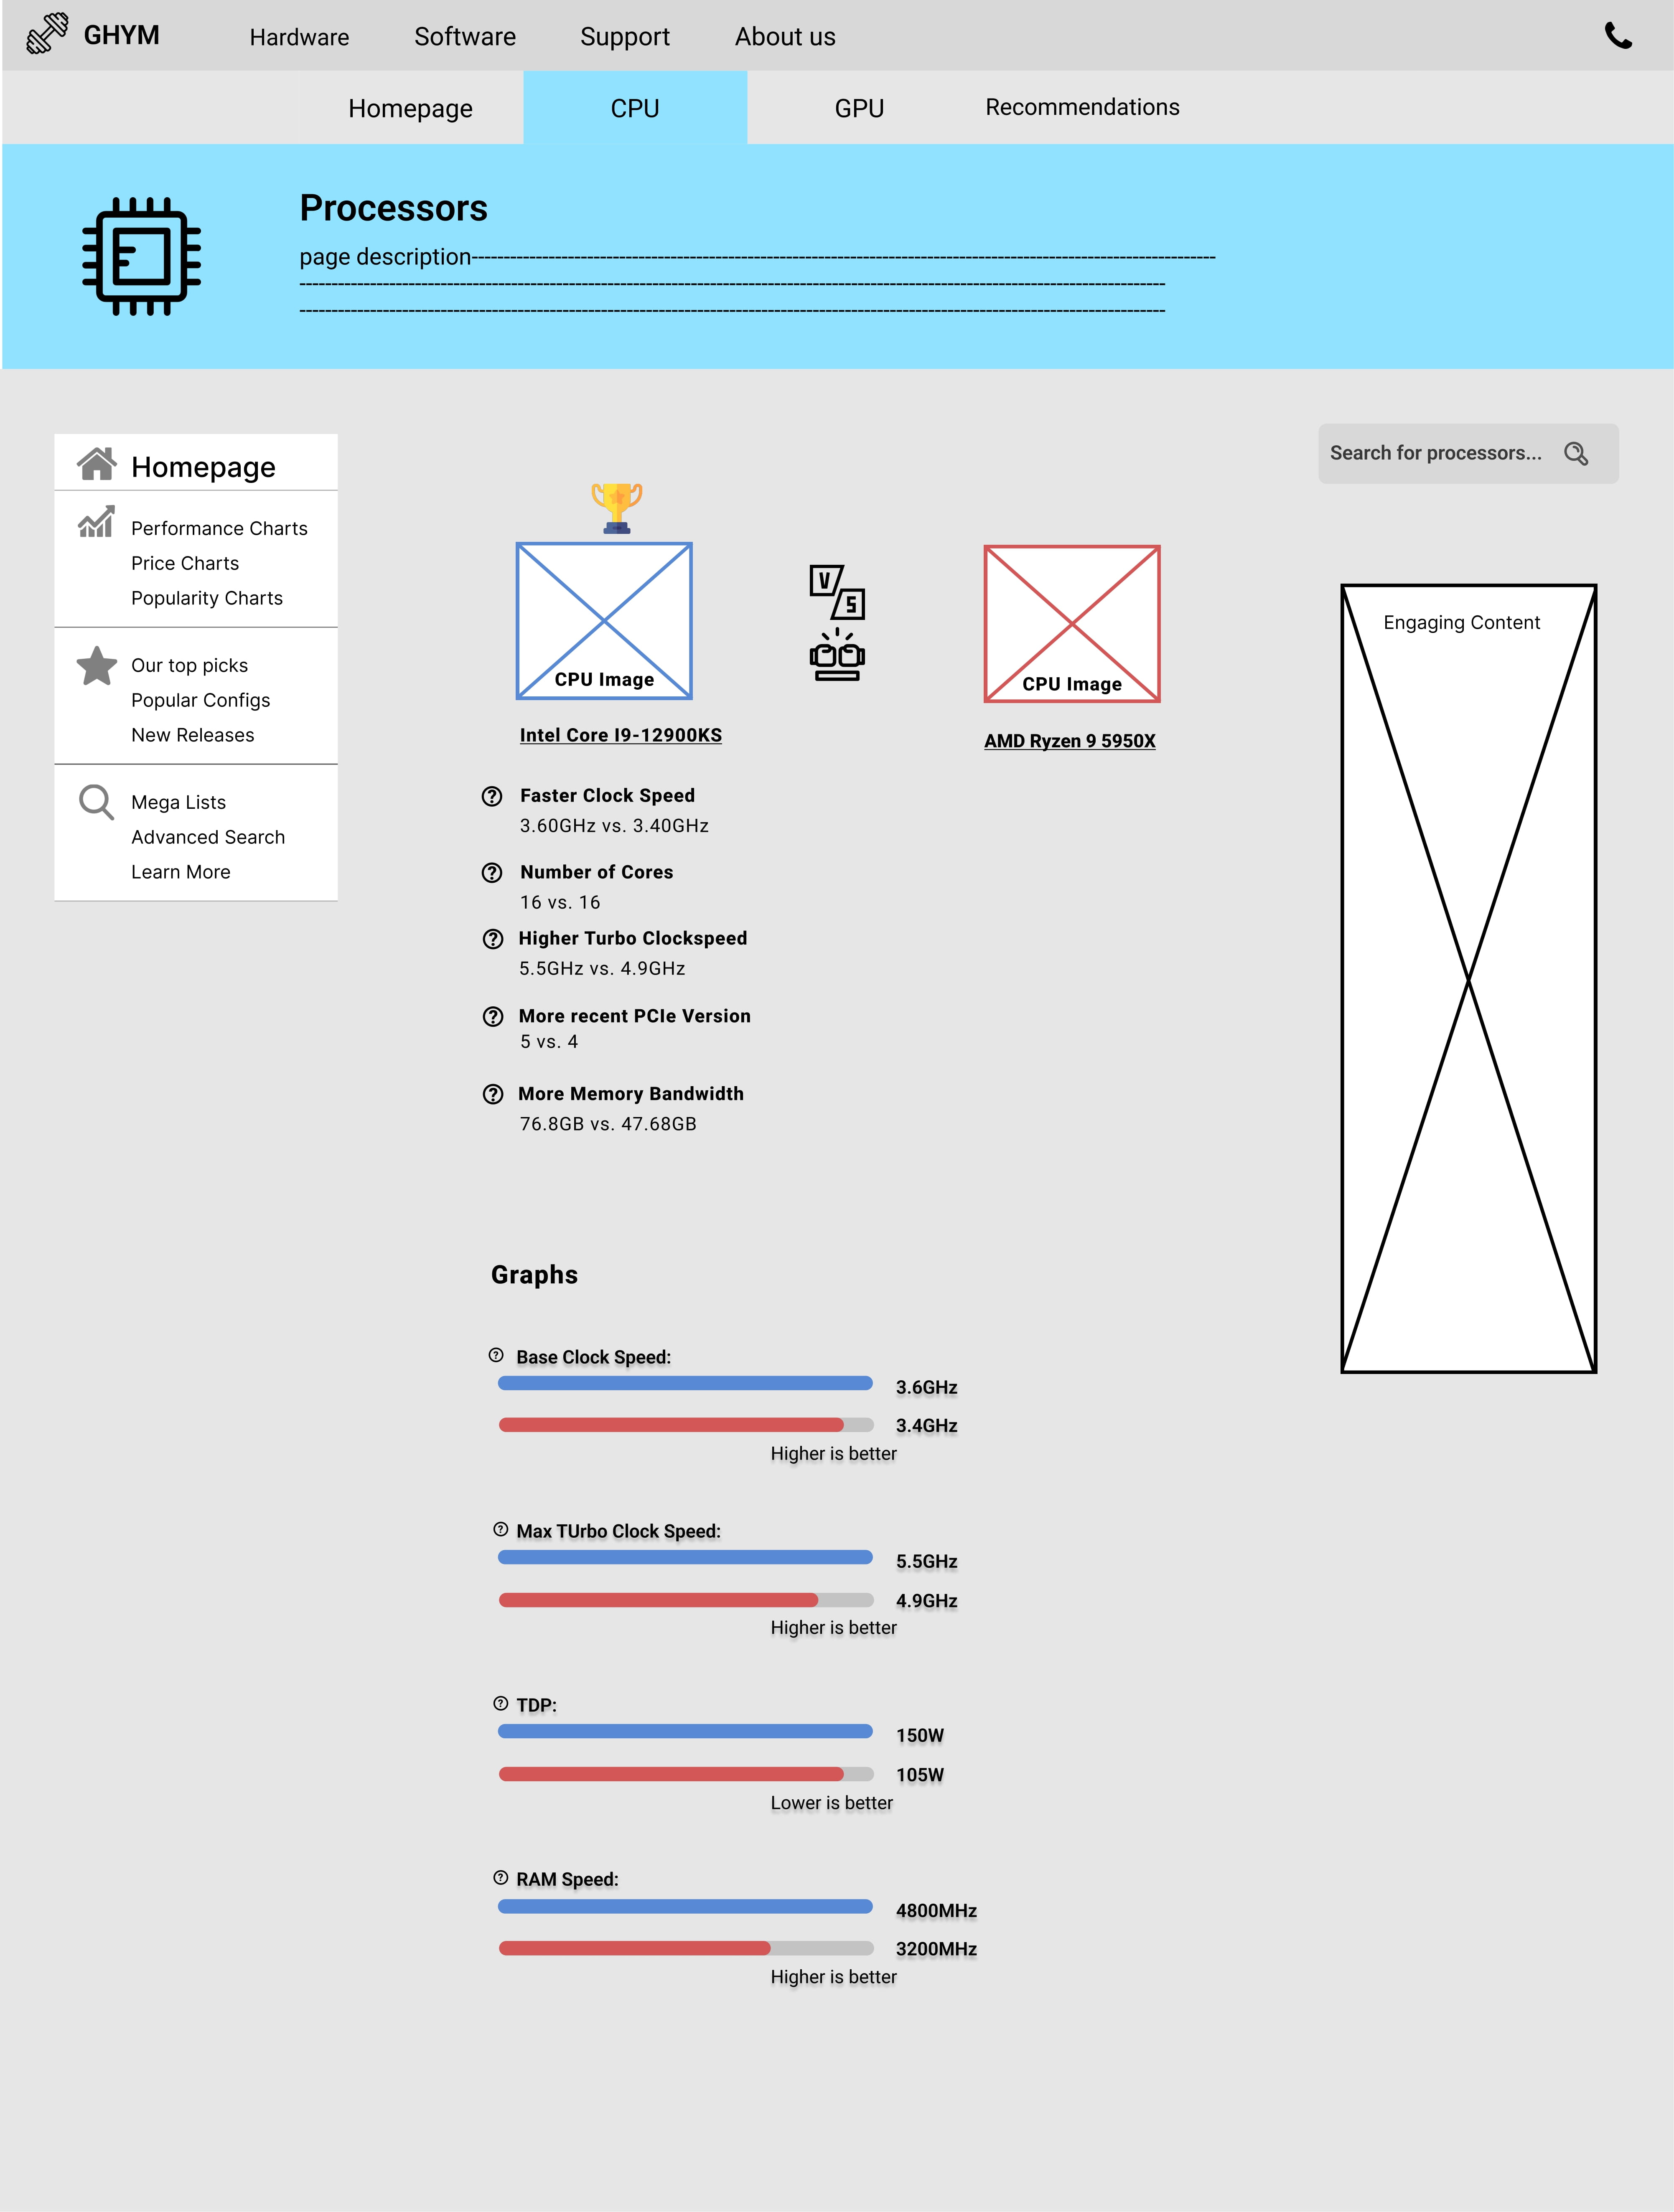 GHYM
Hardware
Software
Support
About us
Homepage
CPU
GPU
Recommendations
Processors
page description--------------------------------------------------------------------------------------------------------------------
---------------------------------------------------------------------------------------------------------------------------------------
---------------------------------------------------------------------------------------------------------------------------------------
Search for processors...
Homepage
Performance Charts
Price Charts
Popularity Charts
Our top picks
Popular Configs
New Releases
Mega Lists
Advanced Search
Learn More
CPU Image
V
S
CPU Image
Intel Core I9-12900KS
AMD Ryzen 9 5950X
? Faster Clock Speed
3.60GHz vs. 3.40GHz
? Number of Cores
16 vs. 16
? Higher Turbo Clockspeed
5.5GHz vs. 4.9GHz
? More recent PCIe Version
5 vs. 4
? More Memory Bandwidth
76.8GB vs. 47.68GB
Engaging Content
Graphs
? Base Clock Speed:
3.6GHz
3.4GHz
Higher is better
? Max TUrbo Clock Speed:
5.5GHz
4.9GHz
Higher is better
? TDP:
150W
105W
Lower is better
? RAM Speed:
4800MHz
3200MHz
Higher is better